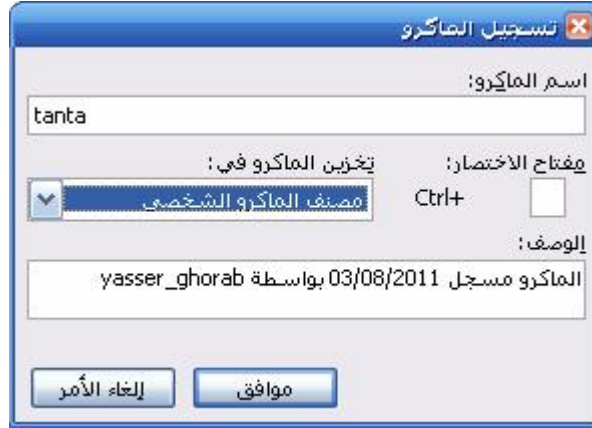 تسجيل الماكرو
اسم الماكرو:
tanta
مفتاح الاختصار: تخزين الماكرو في:
Ctrl+ مصنف الماكرو الشخصي
الوصف:
الماكرو مسجل 03/08/2011 بواسطة yasser_ghorab
موافق إلغاء الأمر